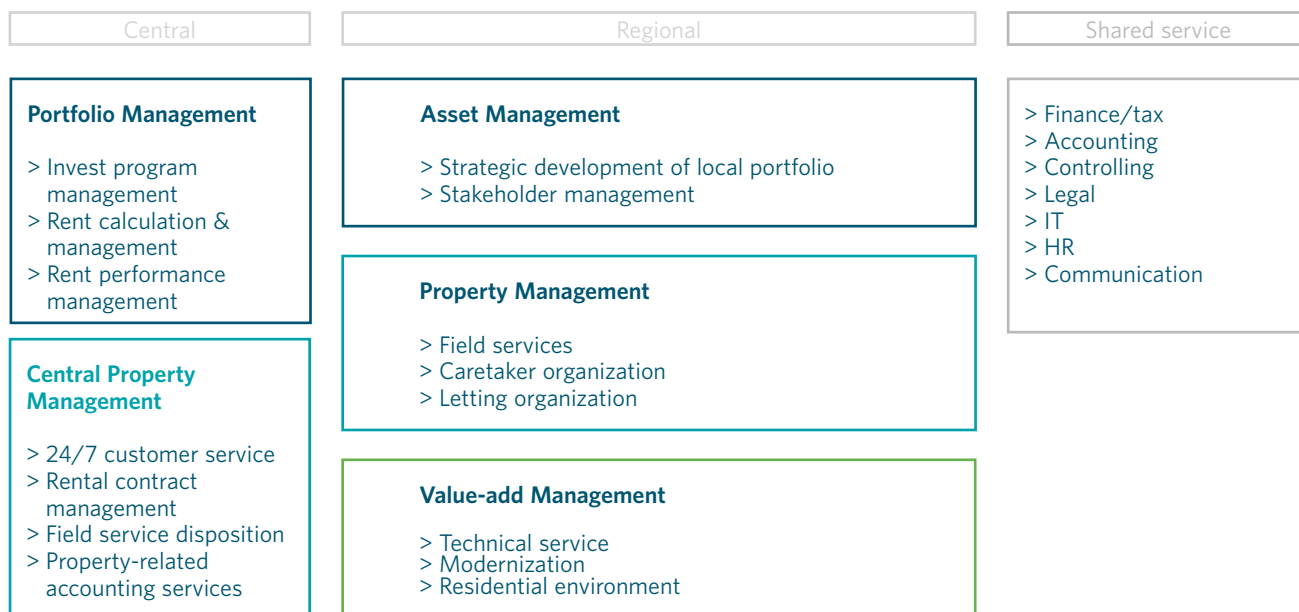 Central
Regional
Shared service
Portfolio Management
> Invest program
management
> Rent calculation &
management
> Rent performance
management
Central Property
Management
> 24/7 customer service
> Rental contract
management
> Field service disposition
> Property-related
accounting services
Asset Management
> Strategic development of local portfolio
> Stakeholder management
Property Management
> Field services
> Caretaker organization
> Letting organization
Value-add Management
> Technical service
> Modernization
> Residential environment
> Finance/tax
> Accounting
> Controlling
> Legal
> IT
> HR
> Communication